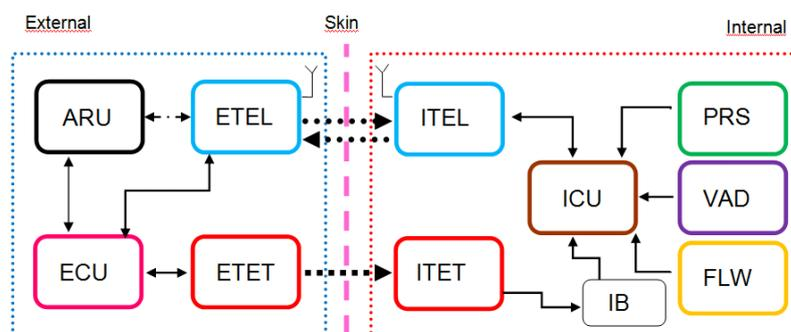 External Skin Internal
ARU ETEL ITEL PRS
ICU VAD
ECU ETET ITET FLW
IB